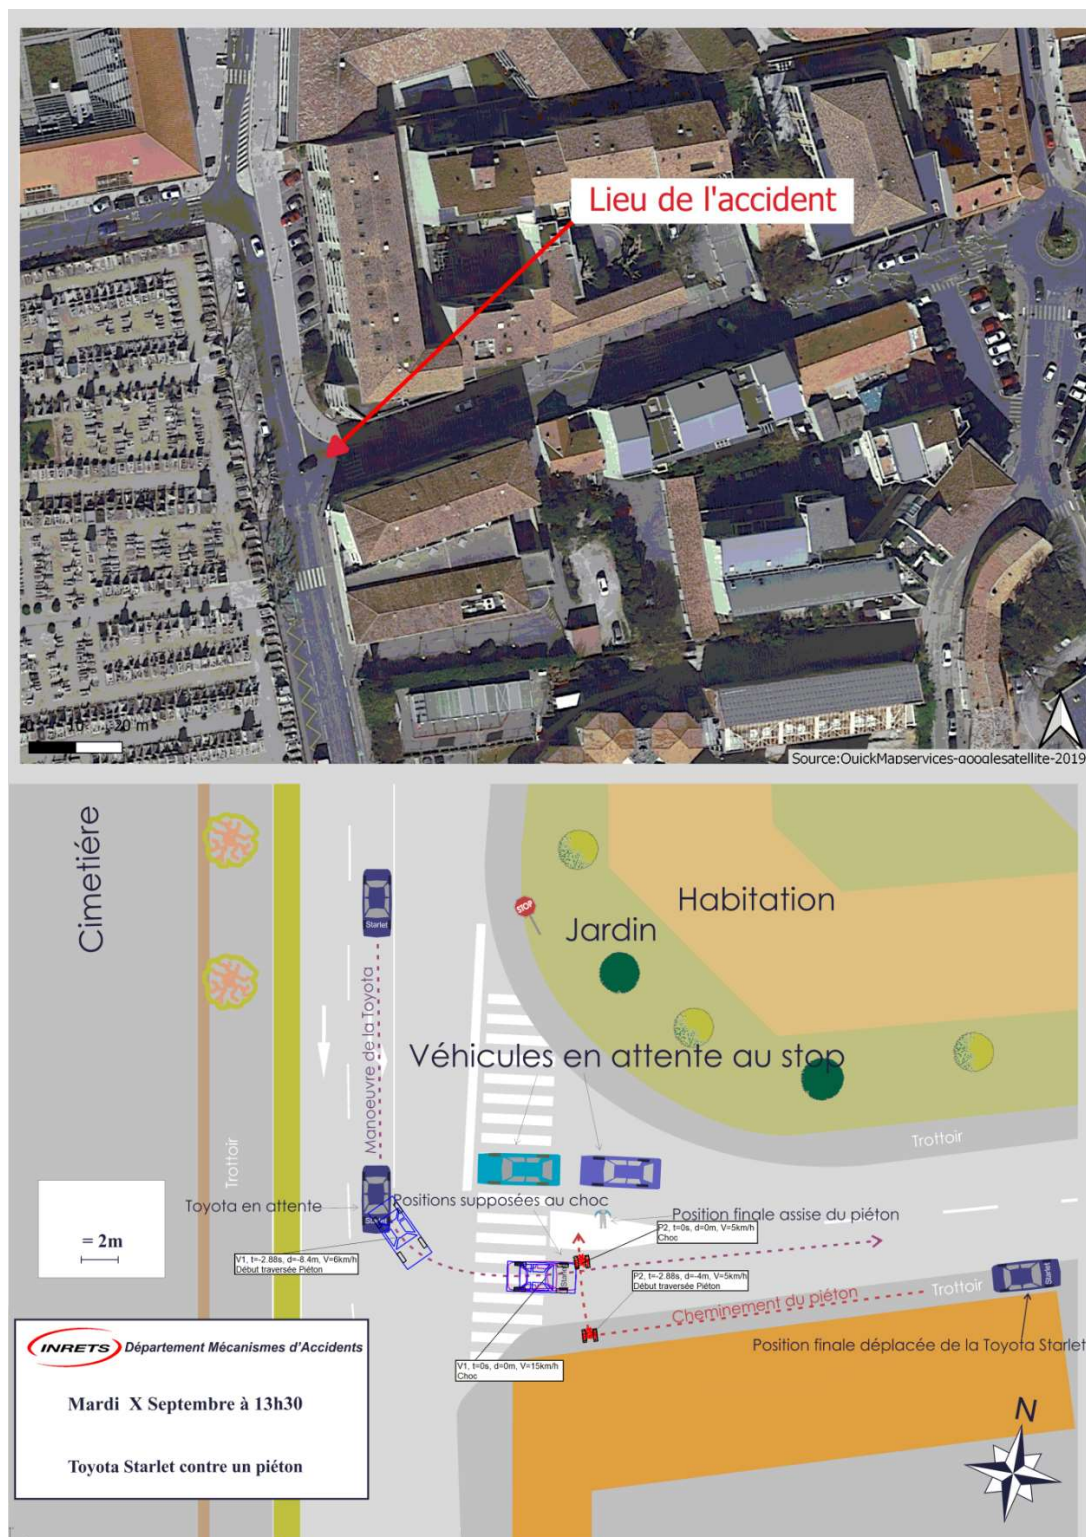 Lieu de l'accident
20 m
Source:QuickMapservices-googlesatellite-2019
Cimetiére
Habitation
STOP
Jardin
Starlet
Manoeuvre de la Toyota
Véhicules en attente au stop
Trottoir
Trottoir
Toyota en attente
Starlet
Positions supposées au choc
Position finale assise du piéton
P2, t=0s, d=0m, V=5km/h
Choc
= 2m
V1, t=-2.88s, d=-8.4m, V=6km/h
Début traversée Piéton
Starlet
P2, t=-2.88s, d=-4m, V=5km/h
Début traversée Piéton
Trottoir
Starlet
Cheminement du piéton
Position finale déplacée de la Toyota Starlet
V1, t=0s, d=0m, V=15km/h
Choc
INRETS Département Mécanismes d'Accidents
Mardi X Septembre à 13h30
Toyota Starlet contre un piéton
N